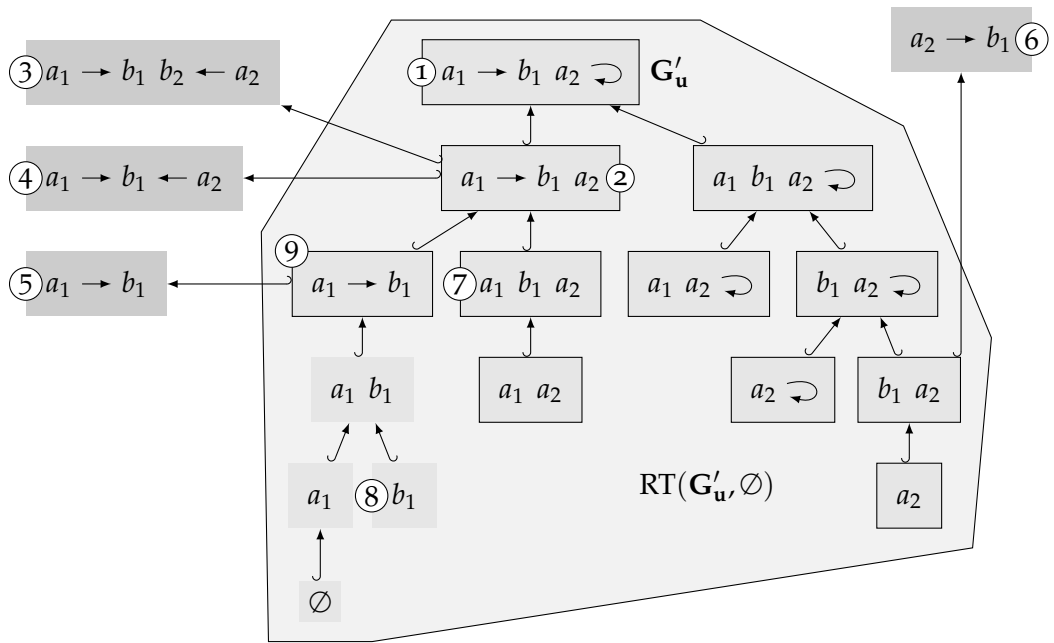 ③ a₁ → b₁ b₂ ← a₂
① a₁ → b₁ a₂ G′ᵤ
a₂ → b₁ ⑥
④ a₁ → b₁ ← a₂
a₁ → b₁ a₂ ②
a₁ b₁ a₂
⑤ a₁ → b₁
⑨ a₁ → b₁
⑦ a₁ b₁ a₂
a₁ a₂
b₁ a₂
a₁ b₁
a₁ a₂
a₂
b₁ a₂
a₁
⑧ b₁
RT(G′ᵤ, ∅)
a₂
∅